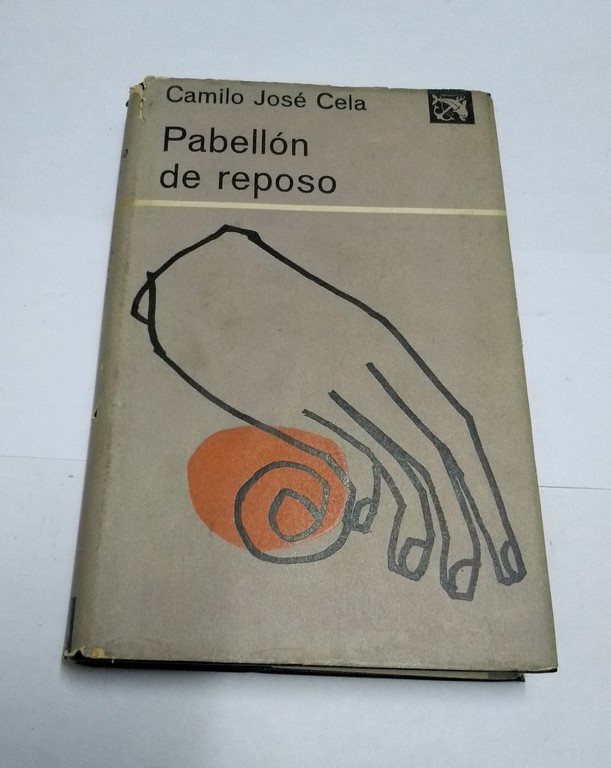 Camilo José Cela
Pabellón
de reposo